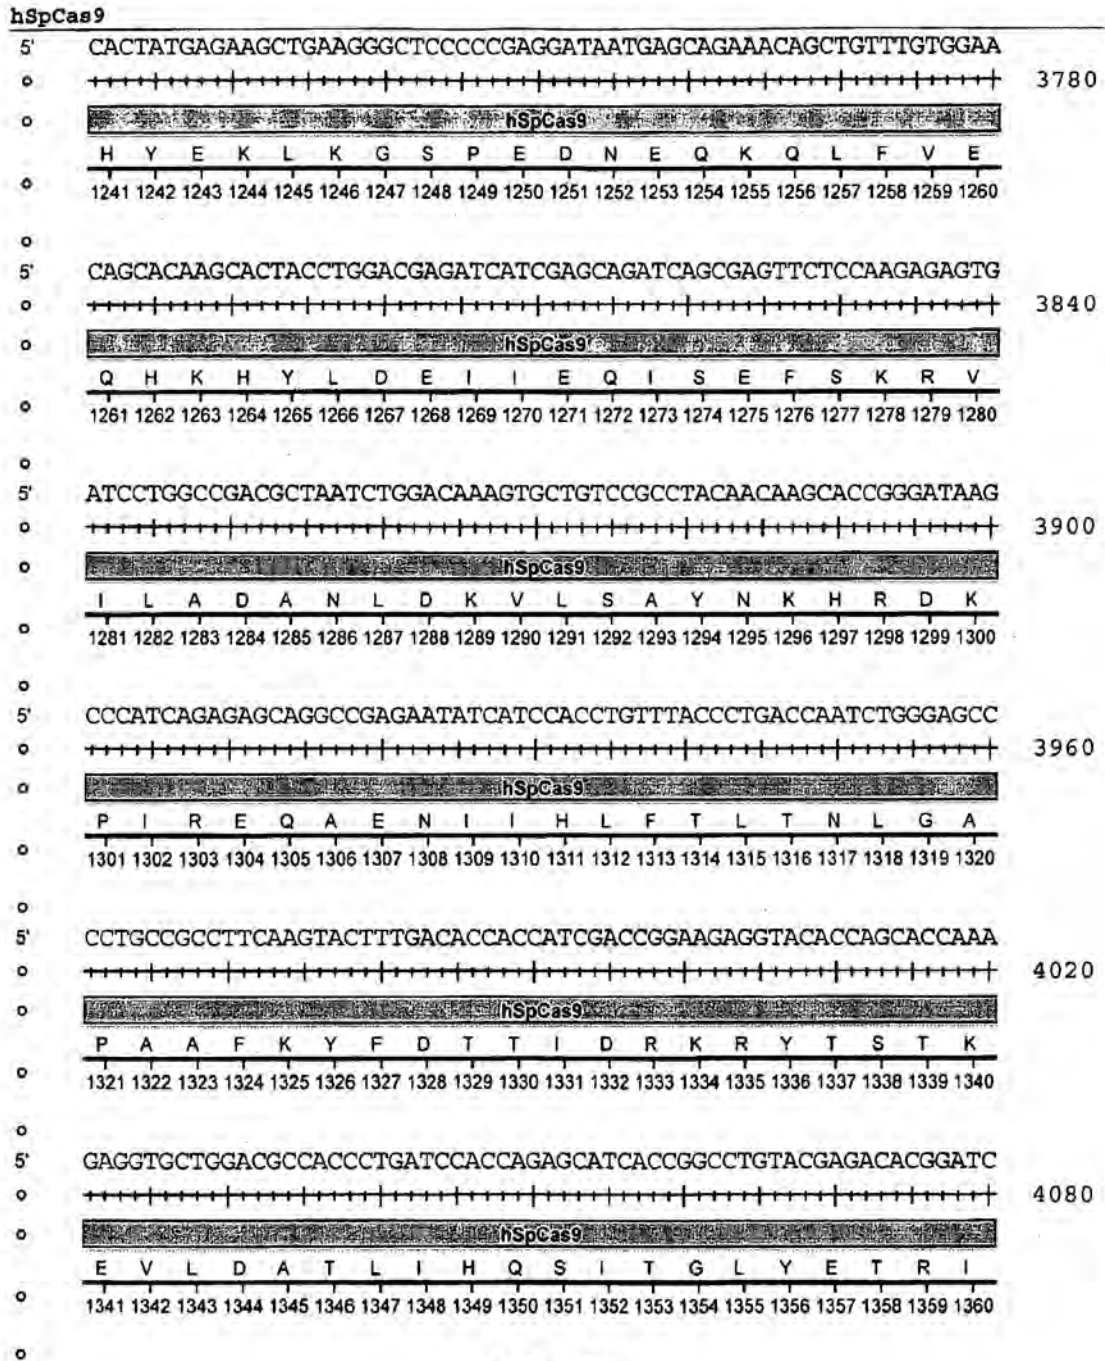 hSpCas9
5' CACTATGAGAAGCTGAAGGGCTCCCCCGAGGATAATGAGCAGAAACAGCTGTTTGTGGAA
3780
hSpCas9
H Y E K L K G S P E D N E Q K Q L F V E
1241 1242 1243 1244 1245 1246 1247 1248 1249 1250 1251 1252 1253 1254 1255 1256 1257 1258 1259 1260
5' CAGCACAAGCACTACCTGGACGAGATCATCGAGCAGATCAGCGAGTTCTCCAAGAGAGTG
3840
hSpCas9
Q H K H Y L D E I I E Q I S E F S K R V
1261 1262 1263 1264 1265 1266 1267 1268 1269 1270 1271 1272 1273 1274 1275 1276 1277 1278 1279 1280
5' ATCCTGGCCGACGCTAATCTGGACAAAGTGCTGTCCGCCTACAACAAGCACCGGGATAAG
3900
hSpCas9
I L A D A N L D K V L S A Y N K H R D K
1281 1282 1283 1284 1285 1286 1287 1288 1289 1290 1291 1292 1293 1294 1295 1296 1297 1298 1299 1300
5' CCCATCAGAGAGCAGGCCGAGAATATCATCCACCTGTTTACCCTGACCAATCTGGGAGCC
3960
hSpCas9
P I R E Q A E N I I H L F T L T N L G A
1301 1302 1303 1304 1305 1306 1307 1308 1309 1310 1311 1312 1313 1314 1315 1316 1317 1318 1319 1320
5' CCTGCCGCCTTCAAGTACTTTGACACCACCATCGACCGGAAGAGGTACACCAGCACCAAA
4020
hSpCas9
P A A F K Y F D T T I D R K R Y T S T K
1321 1322 1323 1324 1325 1326 1327 1328 1329 1330 1331 1332 1333 1334 1335 1336 1337 1338 1339 1340
5' GAGGTGCTGGACGCCACCCTGATCCACCAGAGCATCACCGGCCTGTACGAGACACGGATC
4080
hSpCas9
E V L D A T L I H Q S I T G L Y E T R I
1341 1342 1343 1344 1345 1346 1347 1348 1349 1350 1351 1352 1353 1354 1355 1356 1357 1358 1359 1360